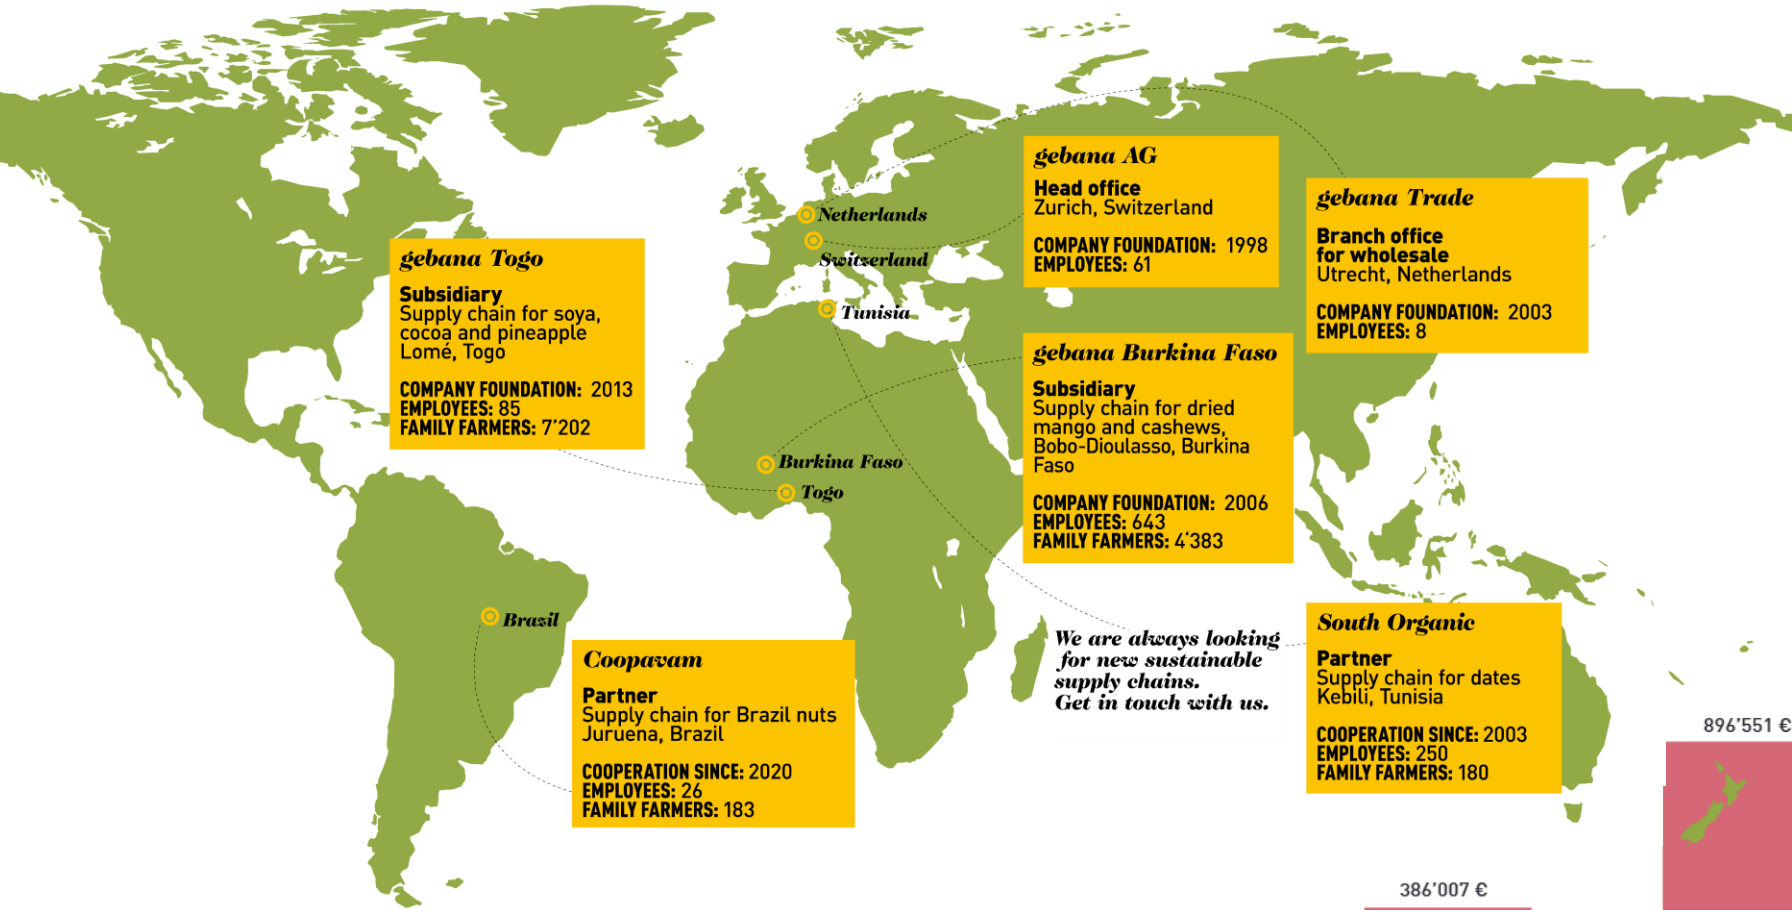 Netherlands
Switzerland
Tunisia
Burkina Faso
Togo
Brazil
gebana AG
Head office
Zurich, Switzerland
COMPANY FOUNDATION: 1998
EMPLOYEES: 61
gebana Trade
Branch office
for wholesale
Utrecht, Netherlands
COMPANY FOUNDATION: 2003
EMPLOYEES: 8
gebana Togo
Subsidiary
Supply chain for soya,
cocoa and pineapple
Lomé, Togo
COMPANY FOUNDATION: 2013
EMPLOYEES: 85
FAMILY FARMERS: 7'202
gebana Burkina Faso
Subsidiary
Supply chain for dried
mango and cashews,
Bobo-Dioulasso, Burkina
Faso
COMPANY FOUNDATION: 2006
EMPLOYEES: 643
FAMILY FARMERS: 4‘383
Coopavam
Partner
Supply chain for Brazil nuts
Juruena, Brazil
COOPERATION SINCE: 2020
EMPLOYEES: 26
FAMILY FARMERS: 183
We are always looking
for new sustainable
supply chains.
Get in touch with us.
South Organic
Partner
Supply chain for dates
Kebili, Tunisia
COOPERATION SINCE: 2003
EMPLOYEES: 250
FAMILY FARMERS: 180
896'551 €
386'007 €